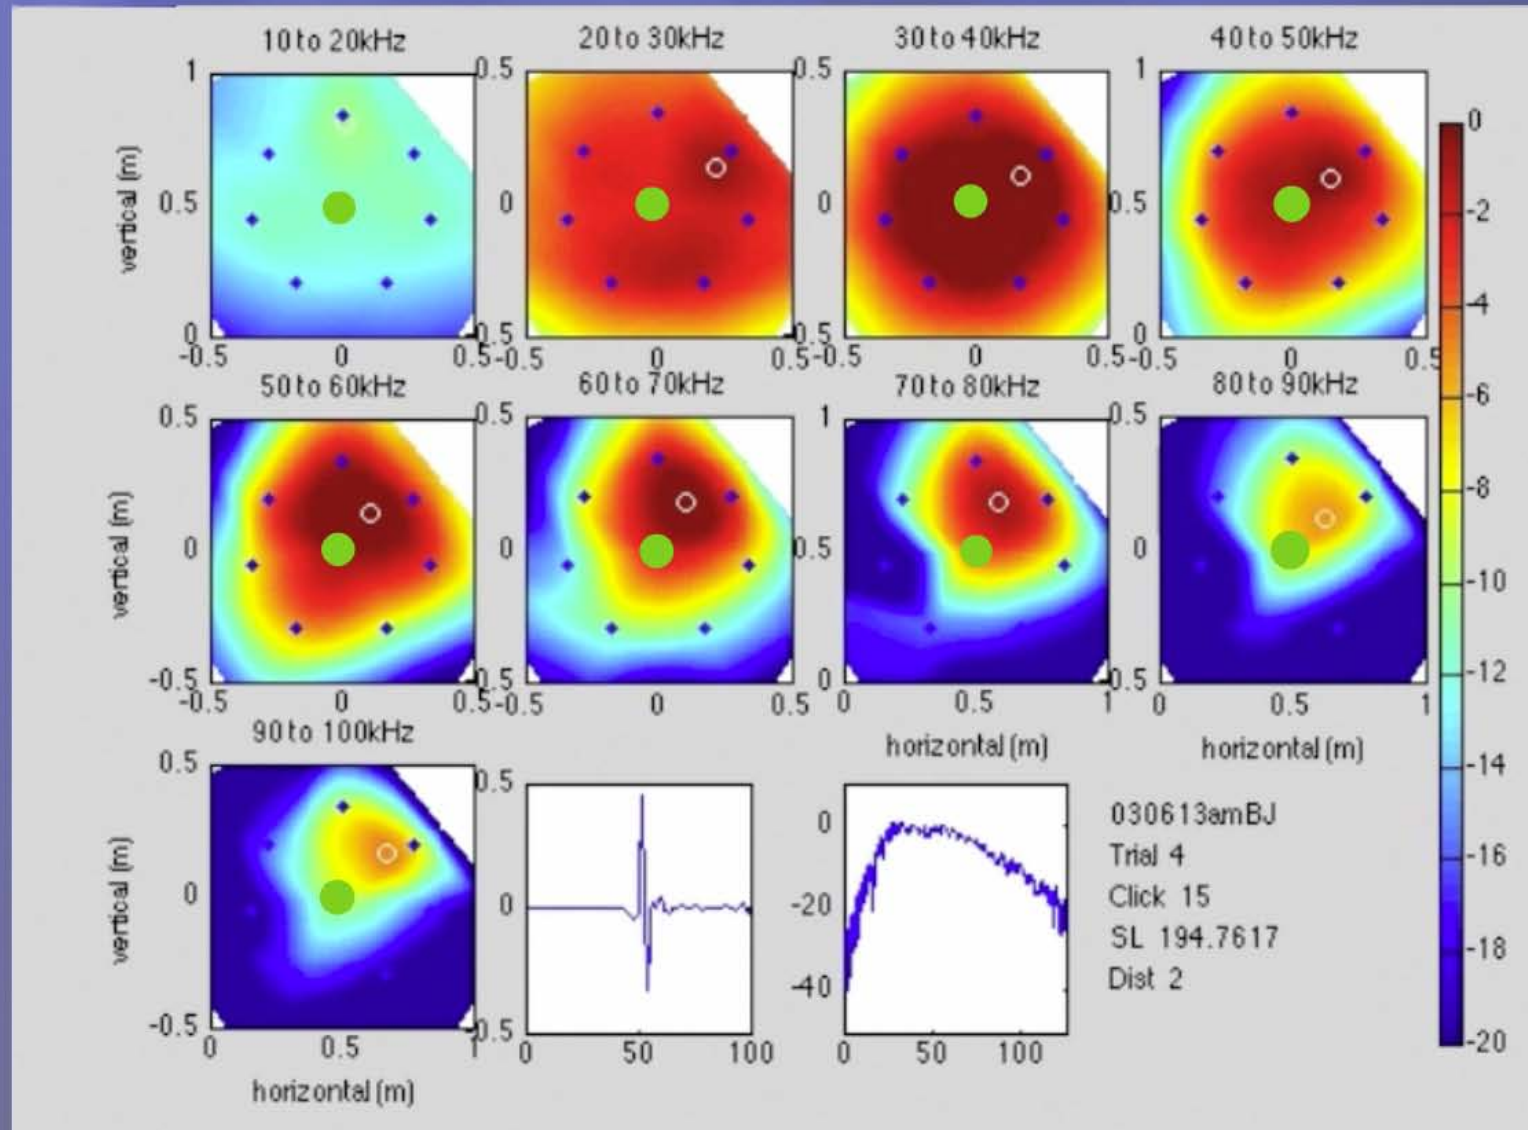 10 to 20kHz
20 to 30kHz
30 to 40kHz
40 to 50kHz
1
0.5
0
-0.5 0 0.5
vertical (m)
0.5
0
0.5
-0.5 0 0.5
0.5
0
0.5
-0.5 0 0.5
1
0.5
0
-0.5 0 0.5
50 to 60kHz
60 to 70kHz
70 to 80kHz
80 to 90kHz
0.5
0
-0.5
-0.5 0 0.5
vertical (m)
0.5
0
0.5
-0.5 0 0.5
1
0.5
0
0 0.5 1
horizontal (m)
0.5
0
0.5
0 0.5 1
horizontal (m)
90 to 100kHz
0.5
0
-0.5
0 0.5 1
vertical (m)
horizontal (m)
0.5
0
0.5
0 50 100
0
-20
-40
0 50 100
030613amBJ
Trial 4
Click 15
SL 194.7617
Dist 2
0
-2
-4
-6
-8
-10
-12
-14
-16
-18
-20